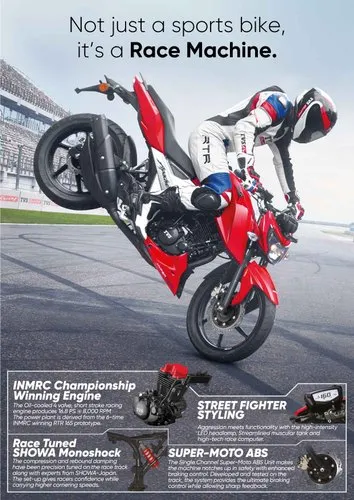 Not just a sports bike,
it's a Race Machine.
RTR
INMRC Championship
Winning Engine
The Oil-cooled 4 valve, short stroke racing
engine produces 16.8 PS @ 8,000 RPM.
The power plant is derived from the 6-time
INMRC winning RTR 165 prototype.
STREET FIGHTER
STYLING
Aggression meets functionality with the high-intensity
LED headlamp. Streamlined muscular tank and
high-tech race computer.
Race Tuned
SHOWA Monoshock
The compression and rebound damping
have been precision tuned on the race track
along with experts from SHOWA-Japan.
The set-up gives racers confidence while
carrying higher cornering speeds.
SUPER-MOTO ABS
The Single Channel Super-Moto ABS Unit makes
the machine notches up in safety with enhanced
braking control. Developed and tested on the
track, the system provides the ultimate braking
control while allowing sharp feedback.